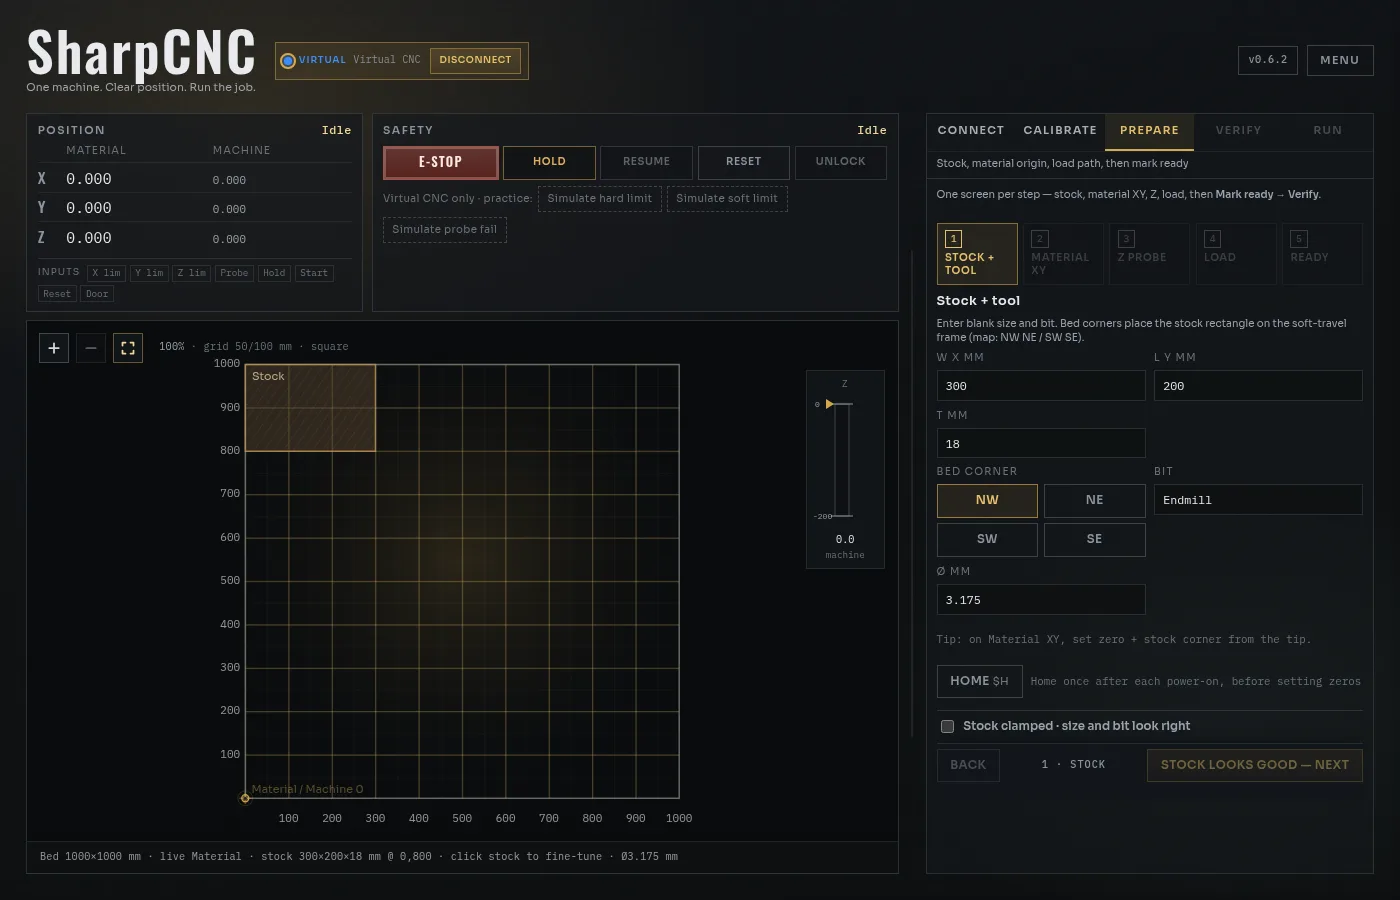 SharpCNC
One machine. Clear position. Run the job.
VIRTUAL Virtual CNC DISCONNECT
v0.6.2 MENU
POSITION Idle
MATERIAL MACHINE
X 0.000 0.000
Y 0.000 0.000
Z 0.000 0.000
INPUTS X lim Y lim Z lim Probe Hold Start
Reset Door
SAFETY Idle
E-STOP HOLD RESUME RESET UNLOCK
Virtual CNC only · practice: Simulate hard limit Simulate soft limit
Simulate probe fail
+ − 100% · grid 50/100 mm · square
1000
Stock
900
800
700
600
500
400
300
200
100
Material / Machine 0
100 200 300 400 500 600 700 800 900 1000
Z
0
-200
0.0
machine
Bed 1000×1000 mm · live Material · stock 300×200×18 mm @ 0,800 · click stock to fine-tune · Ø3.175 mm
CONNECT CALIBRATE PREPARE VERIFY RUN
Stock, material origin, load path, then mark ready
One screen per step — stock, material XY, Z, load, then Mark ready → Verify.
1 2 3 4 5
STOCK + MATERIAL Z PROBE LOAD READY
TOOL XY
Stock + tool
Enter blank size and bit. Bed corners place the stock rectangle on the soft-travel
frame (map: NW NE / SW SE).
W X MM L Y MM
300 200
T MM
18
BED CORNER BIT
NW NE Endmill
SW SE
Ø MM
3.175
Tip: on Material XY, set zero + stock corner from the tip.
HOME $H Home once after each power-on, before setting zeros
Stock clamped · size and bit look right
BACK 1 · STOCK STOCK LOOKS GOOD — NEXT